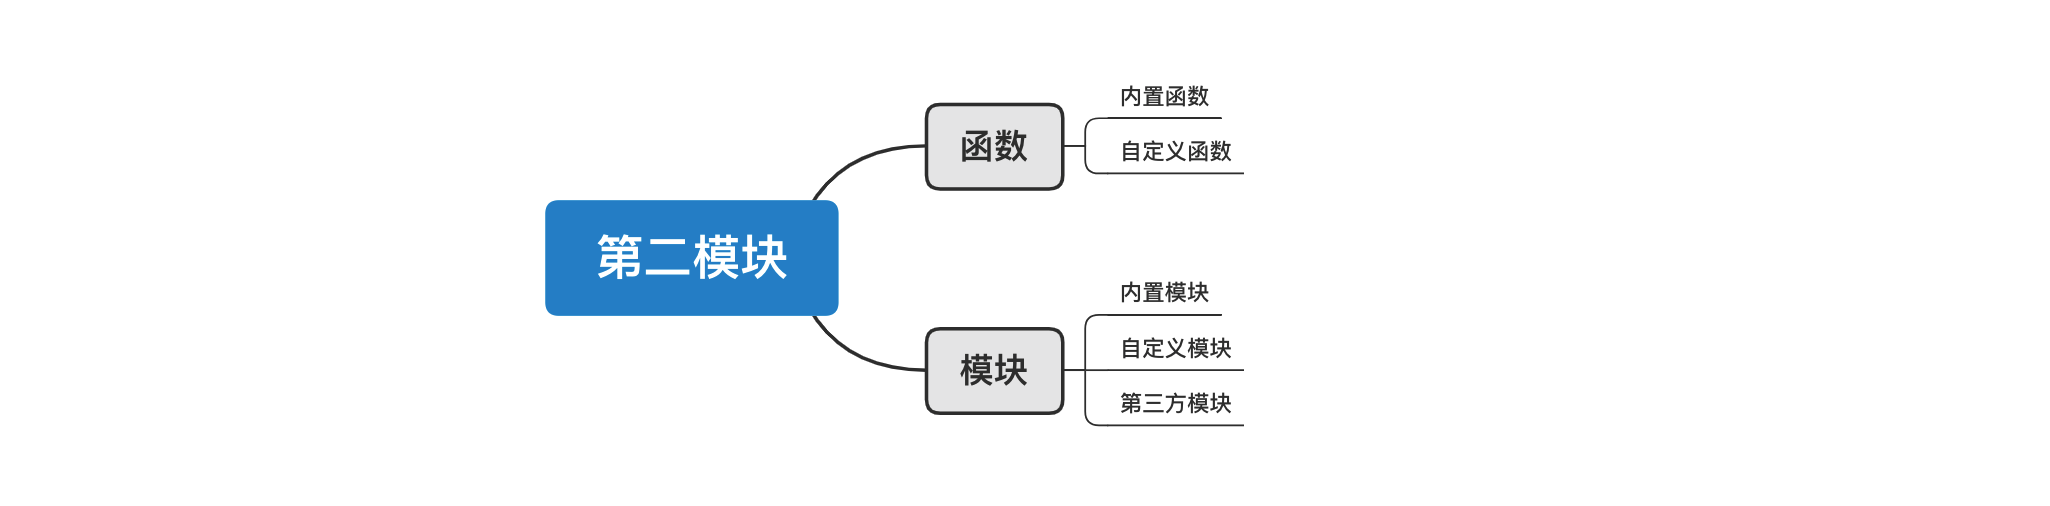 第二模块
函数
内置函数
自定义函数
模块
内置模块
自定义模块
第三方模块